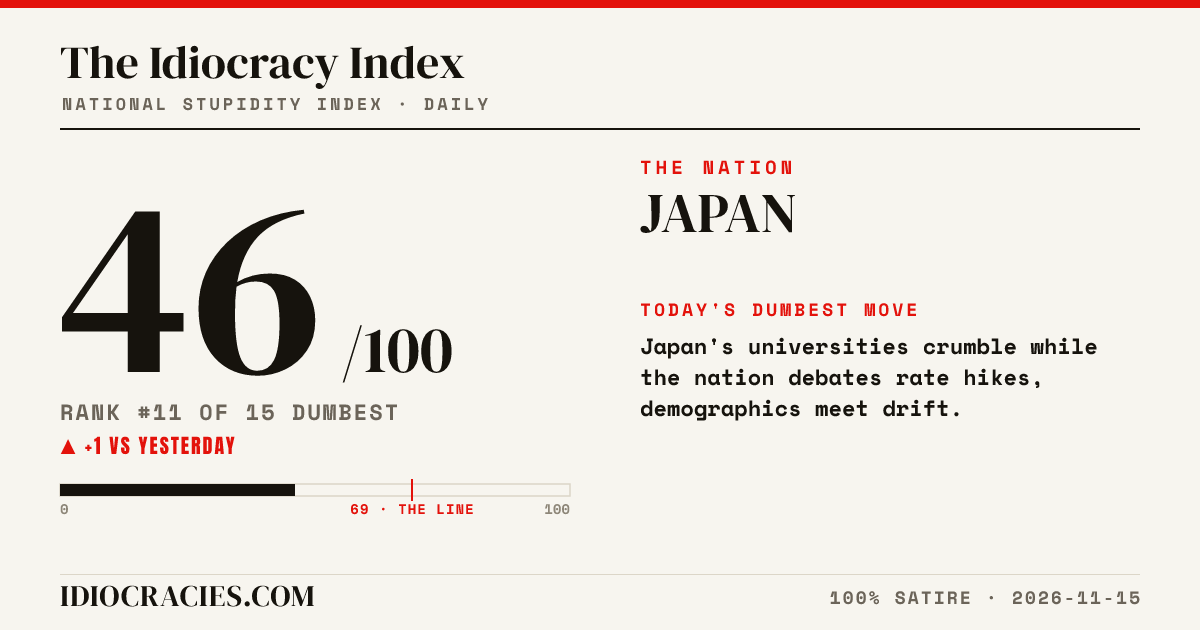 The Idiocracy Index
NATIONAL STUPIDITY INDEX · DAILY
46 /100
RANK #11 OF 15 DUMBEST
▲ +1 VS YESTERDAY
0
69 · THE LINE
100
THE NATION
JAPAN
TODAY'S DUMBEST MOVE
Japan's universities crumble while
the nation debates rate hikes,
demographics meet drift.
IDIOCRACIES.COM
100% SATIRE · 2026-11-15